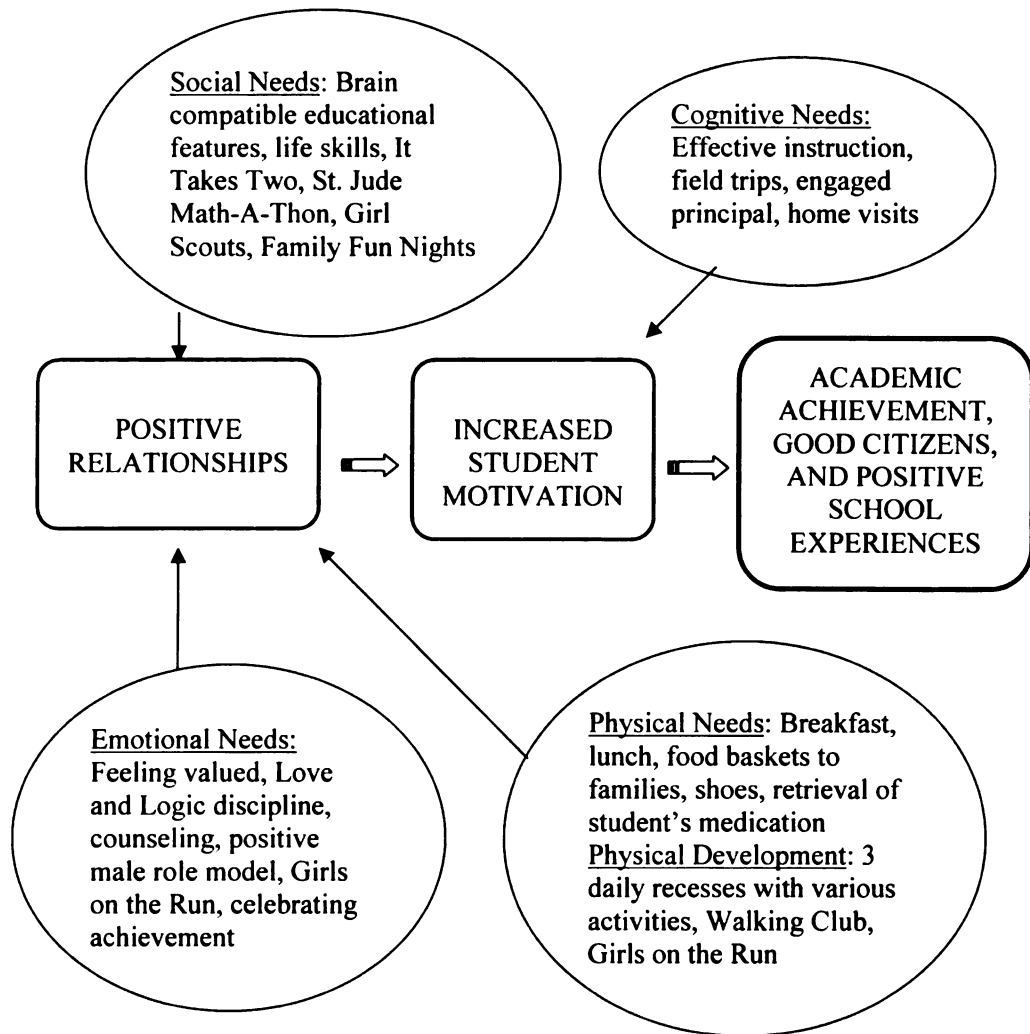 Social Needs: Brain
compatible educational
features, life skills, It
Takes Two, St. Jude
Math-A-Thon, Girl
Scouts, Family Fun Nights
Cognitive Needs:
Effective instruction,
field trips, engaged
principal, home visits
POSITIVE
RELATIONSHIPS
INCREASED
STUDENT
MOTIVATION
ACADEMIC
ACHIEVEMENT,
GOOD CITIZENS,
AND POSITIVE
SCHOOL
EXPERIENCES
Emotional Needs:
Feeling valued, Love
and Logic discipline,
counseling, positive
male role model, Girls
on the Run, celebrating
achievement
Physical Needs: Breakfast,
lunch, food baskets to
families, shoes, retrieval of
student's medication
Physical Development: 3
daily recesses with various
activities, Walking Club,
Girls on the Run